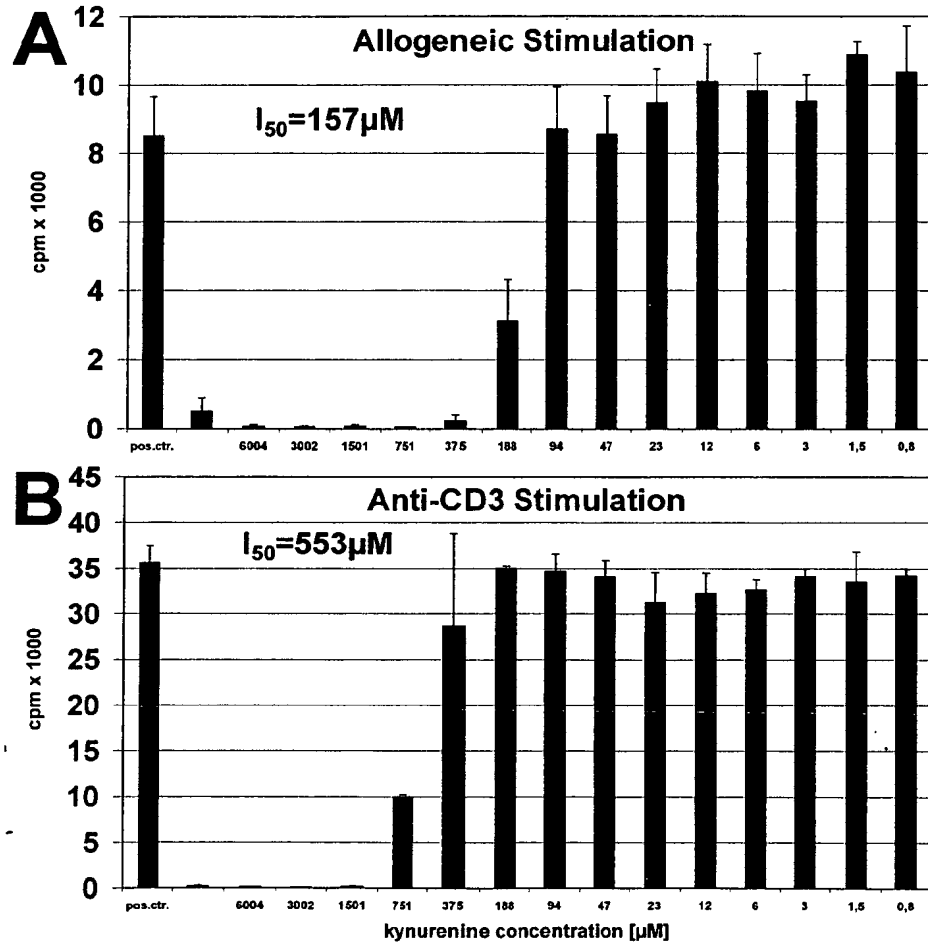 A
Allogeneic Stimulation
I₅₀=157µM
cpm x 1000
12
10
8
6
4
2
0
pos.ctr. 6004 3002 1501 751 375 188 94 47 23 12 6 3 1,5 0,8
B
Anti-CD3 Stimulation
I₅₀=553µM
cpm x 1000
45
40
35
30
25
20
15
10
5
0
pos.ctr. 6004 3002 1501 751 375 188 94 47 23 12 6 3 1,5 0,8
kynurenine concentration [µM]